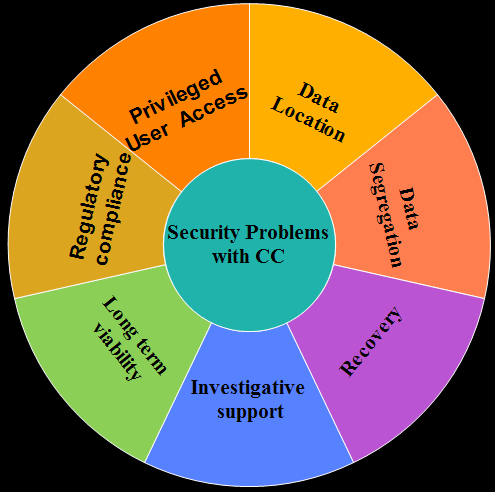 Privileged
User Access
Data
Location
Data
Segregation
Recovery
Investigative
support
Long term
viability
Regulatory
compliance
Security Problems
with CC